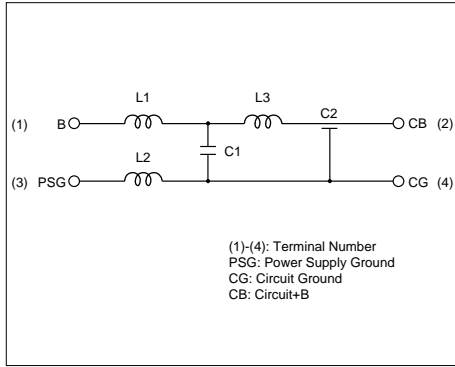 L1 L3 C2
(1) B CB (2)
C1
L2
(3) PSG CG (4)
(1)-(4): Terminal Number
PSG: Power Supply Ground
CG: Circuit Ground
CB: Circuit+B